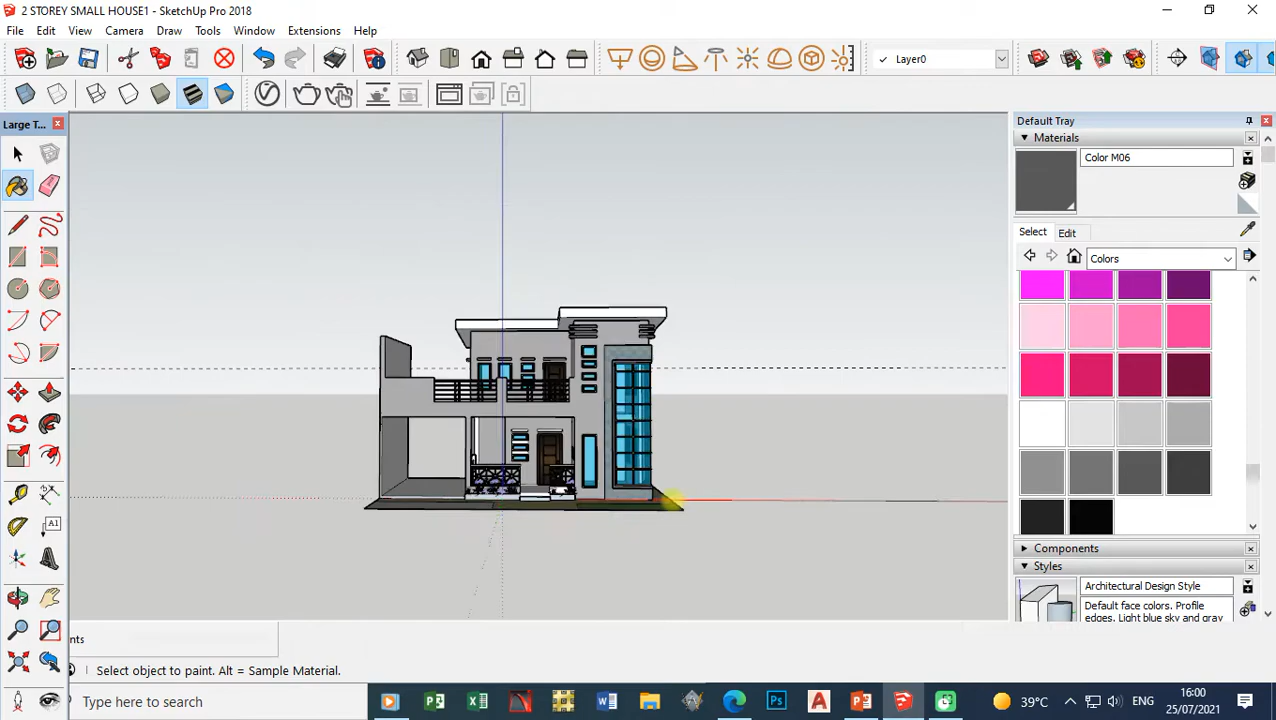 2 STOREY SMALL HOUSE1 - SketchUp Pro 2018
File Edit View Camera Draw Tools Window Extensions Help
Layer0
Large T...
A1
Default Tray
Materials
Color M06
Select Edit
Colors
Components
Styles
Architectural Design Style
Default face colors. Profile
edges. Light blue sky and gray
nts
Select object to paint. Alt = Sample Material.
Type here to search
39°C
ENG
16:00
25/07/2021